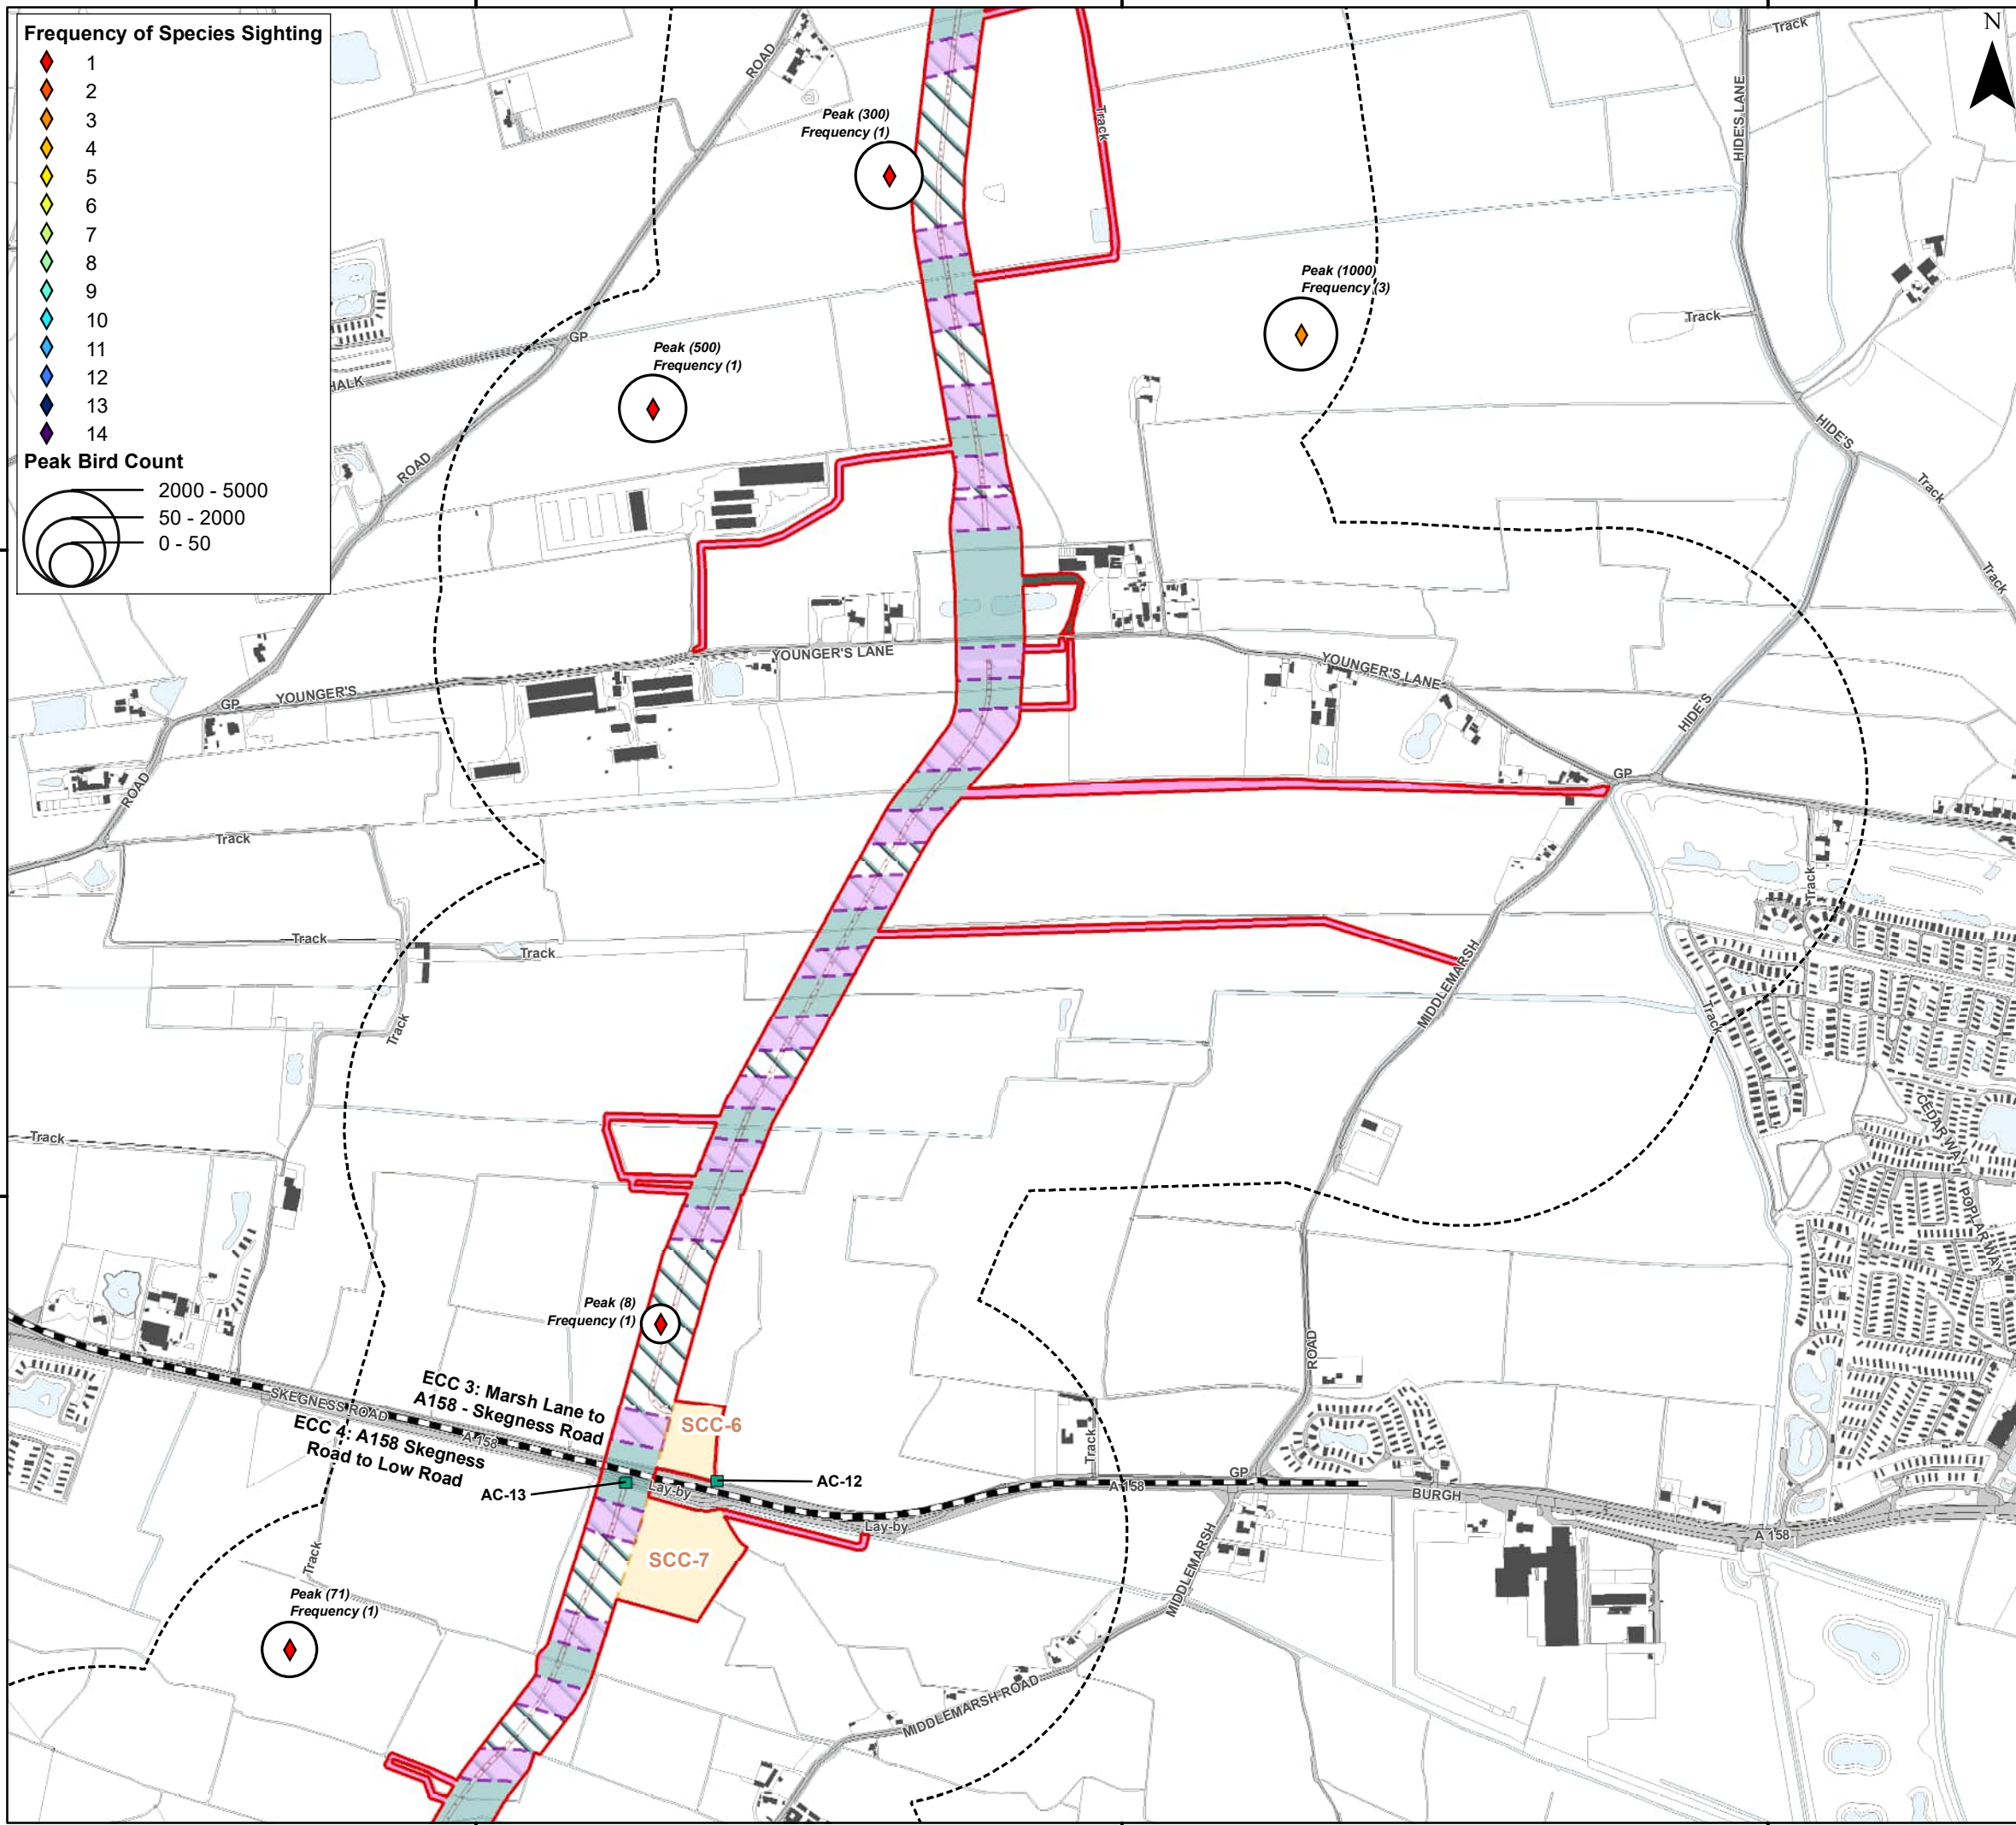 Frequency of Species Sighting
1
2
3
4
5
6
7
8
9
10
11
12
13
14
Peak Bird Count
2000 - 5000
50 - 2000
0 - 50
N
ROAD
Track
Track
HIDE'S LANE
Peak (300)
Frequency (1)
Peak (1000)
Frequency (3)
Track
GP
Peak (500)
Frequency (1)
HALK
HIDE'S
ROAD
Track
Track
YOUNGER'S LANE
YOUNGER'S LANE
GP
YOUNGER'S
HIDE'S
GP
ROAD
Track
Track
Track
Track
MIDDLEMARSH
Track
Track
Track
CEDAR WAY
POPLAR WAY
Peak (8)
Frequency (1)
ROAD
ECC 3: Marsh Lane to
A158 - Skegness Road
SKEGNESS ROAD
A 158
ECC 4: A158 Skegness
Road to Low Road
SCC-6
Track
GP
AC-12
AC-13
Lay-by
A 158
BURGH
Lay-by
A 158
SCC-7
Track
MIDDLEMARSH
Peak (71)
Frequency (1)
MIDDLEMARSH ROAD